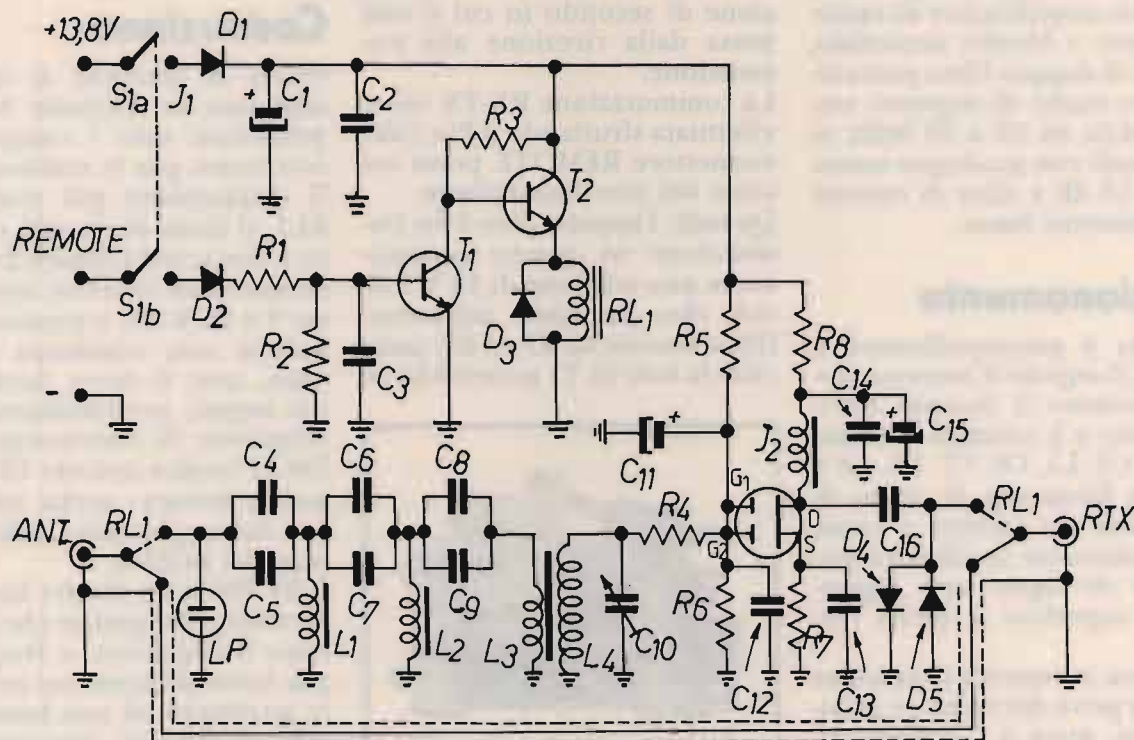 +13,8V
S1a
J1
D1
C1
+
C2
R3
T2
REMOTE
S1b
D2
R1
R2
C3
T1
D3
RL1
R5
R8
C14
+
C15
J2
-
C11
+
ANT
RL1
LP
C4
C5
L1
C6
C7
L2
C8
C9
L3
L4
C10
R4
G1
G2
D
S
R6
C12
R7
C13
C16
D4
D5
RL1
RTX